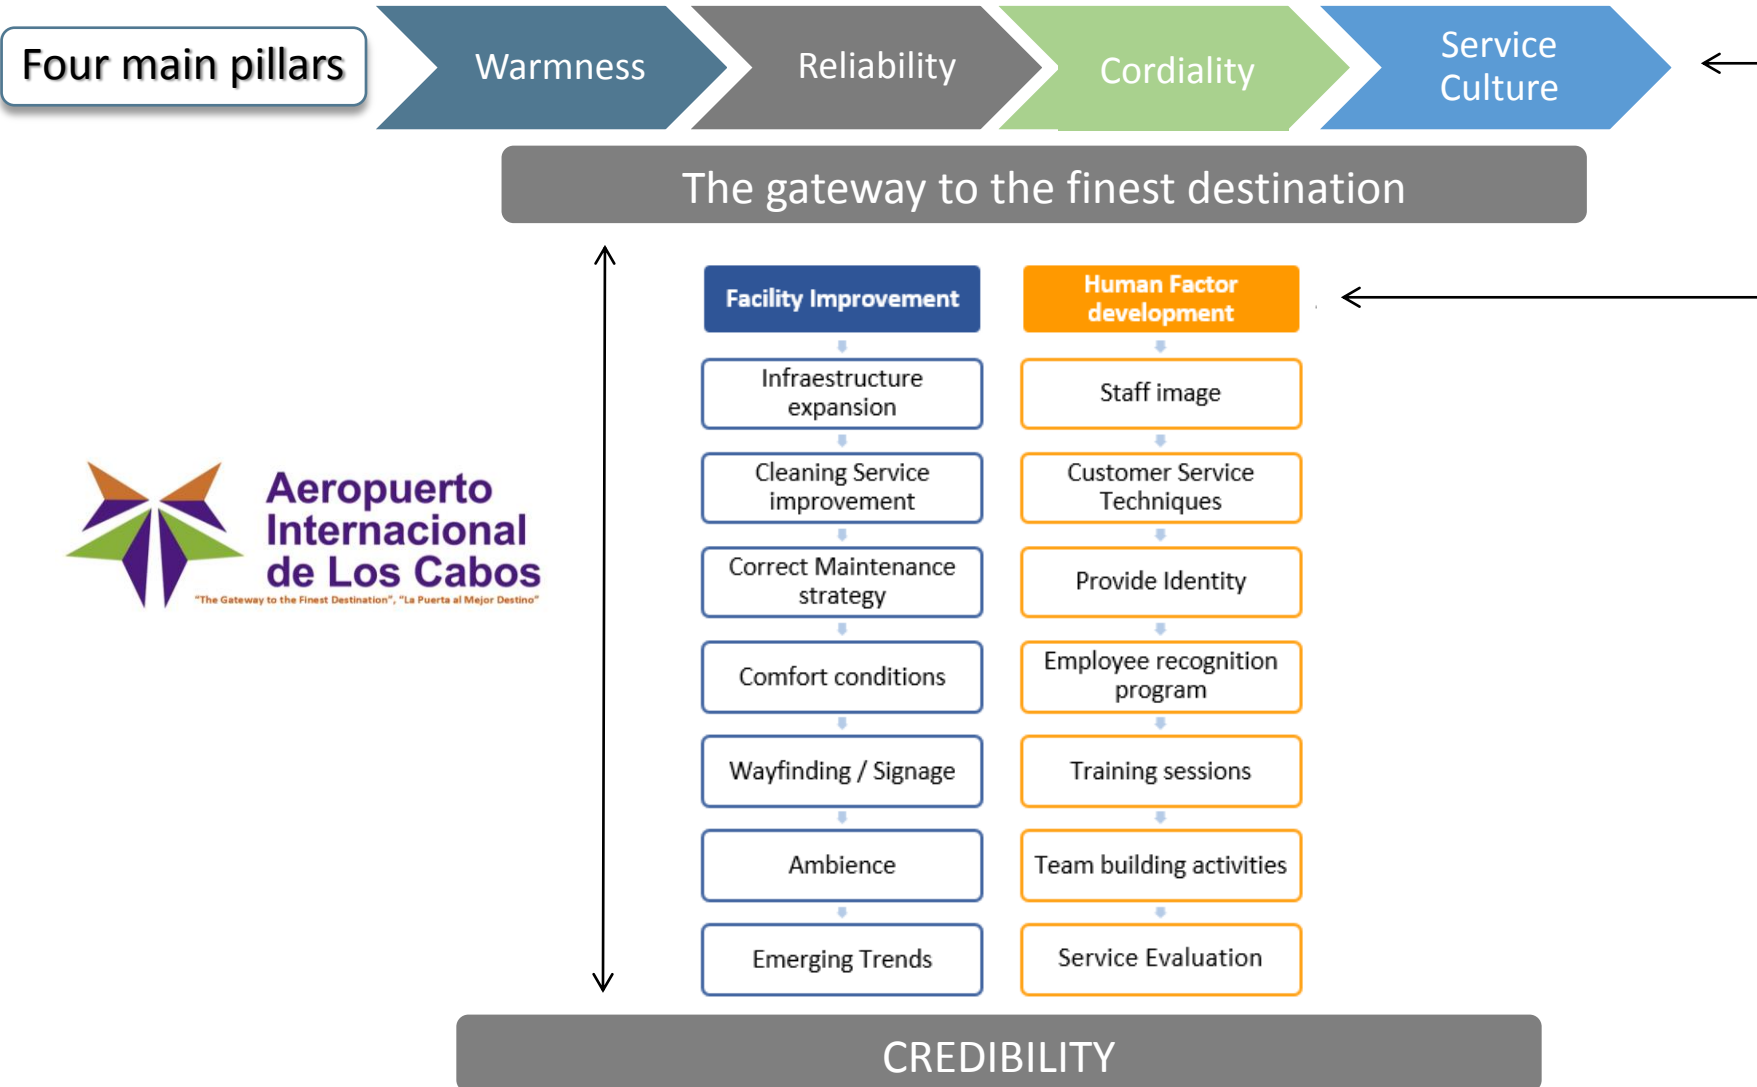 Four main pillars
Warmness
Reliability
Cordiality
Service
Culture
The gateway to the finest destination
Facility Improvement
Infraestructure
expansion
Cleaning Service
improvement
Correct Maintenance
strategy
Comfort conditions
Wayfinding / Signage
Ambience
Emerging Trends
Human Factor
development
Staff image
Customer Service
Techniques
Provide Identity
Employee recognition
program
Training sessions
Team building activities
Service Evaluation
Aeropuerto
Internacional
de Los Cabos
"The Gateway to the Finest Destination", "La Puerta al Mejor Destino"
CREDIBILITY